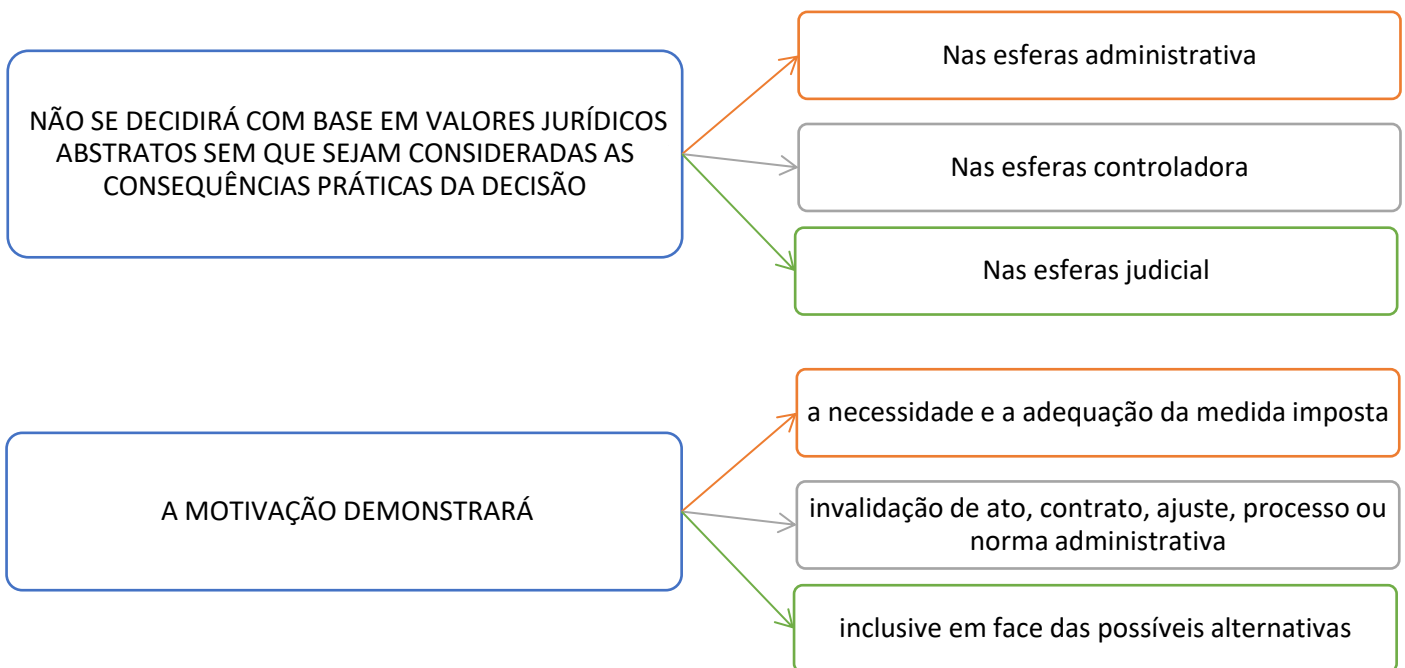 NÃO SE DECIDIRÁ COM BASE EM VALORES JURÍDICOS
ABSTRATOS SEM QUE SEJAM CONSIDERADAS AS
CONSEQUÊNCIAS PRÁTICAS DA DECISÃO
Nas esferas administrativa
Nas esferas controladora
Nas esferas judicial
A MOTIVAÇÃO DEMONSTRARÁ
a necessidade e a adequação da medida imposta
invalidação de ato, contrato, ajuste, processo ou
norma administrativa
inclusive em face das possíveis alternativas